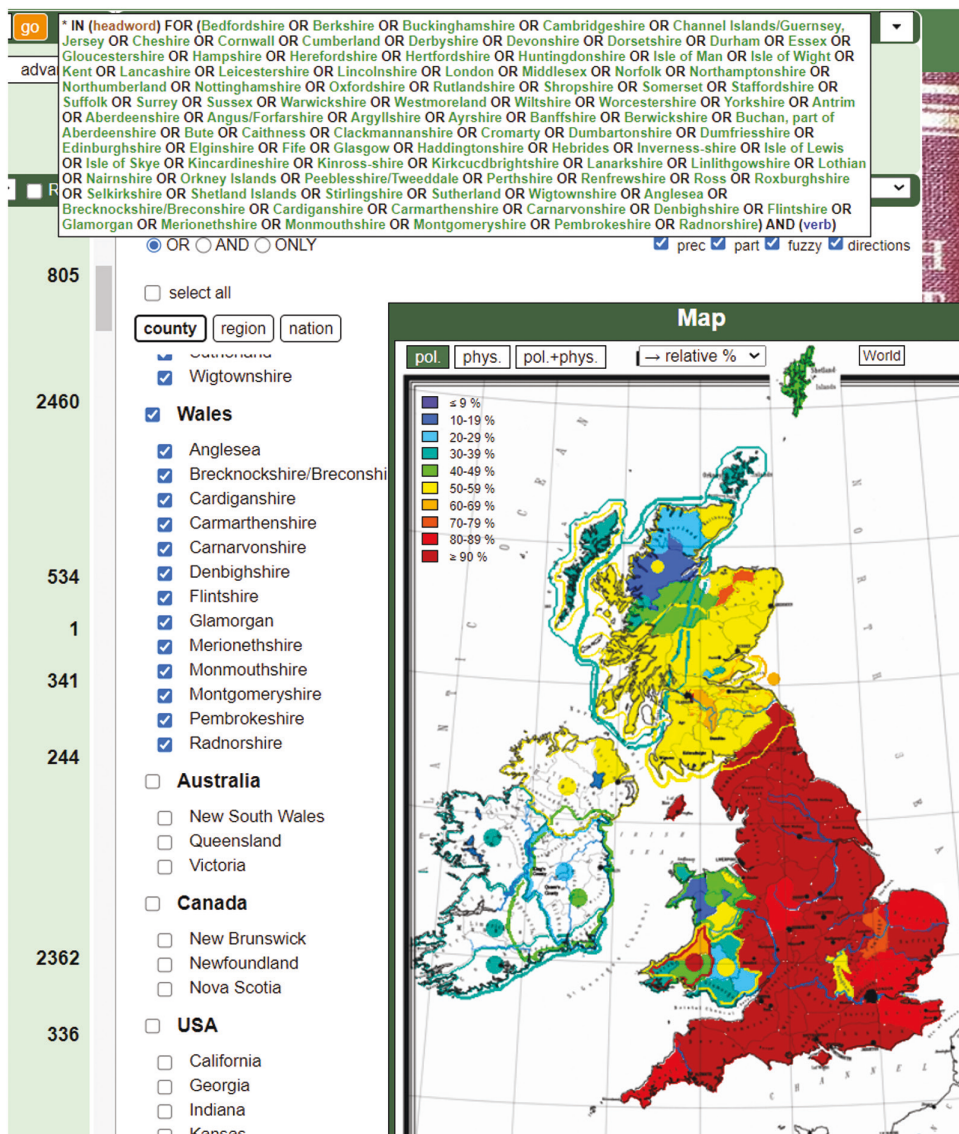 go
* IN (headword) FOR (Bedfordshire OR Berkshire OR Buckinghamshire OR Cambridgeshire OR Channel Islands/Guernsey,
Jersey OR Cheshire OR Cornwall OR Cumberland OR Derbyshire OR Devonshire OR Dorsetshire OR Durham OR Essex OR
Gloucestershire OR Hampshire OR Herefordshire OR Hertfordshire OR Huntingdonshire OR Isle of Man OR Isle of Wight OR
Kent OR Lancashire OR Leicestershire OR Lincolnshire OR London OR Middlesex OR Norfolk OR Northamptonshire OR
Northumberland OR Nottinghamshire OR Oxfordshire OR Rutlandshire OR Shropshire OR Somerset OR Staffordshire OR
Suffolk OR Surrey OR Sussex OR Warwickshire OR Westmoreland OR Wiltshire OR Worcestershire OR Yorkshire OR Antrim
OR Aberdeenshire OR Angus/Forfarshire OR Argyllshire OR Ayrshire OR Banffshire OR Berwickshire OR Buchan, part of
Aberdeenshire OR Bute OR Caithness OR Clackmannanshire OR Cromarty OR Dumbartonshire OR Dumfriesshire OR
Edinburghshire OR Elginshire OR Fife OR Glasgow OR Haddingtonshire OR Hebrides OR Inverness-shire OR Isle of Lewis
OR Isle of Skye OR Kincardineshire OR Kinross-shire OR Kirkcucdbrightshire OR Lanarkshire OR Linlithgowshire OR Lothian
OR Nairnshire OR Orkney Islands OR Peeblesshire/Tweeddale OR Perthshire OR Renfrewshire OR Ross OR Roxburghshire
OR Selkirkshire OR Shetland Islands OR Stirlingshire OR Sutherland OR Wigtownshire OR Anglesea OR
Brecknockshire/Breconshire OR Cardiganshire OR Carmarthenshire OR Carnarvonshire OR Denbighshire OR Flintshire OR
Glamorgan OR Merionethshire OR Monmouthshire OR Montgomeryshire OR Pembrokeshire OR Radnorshire) AND (verb)
advan
R
OR AND ONLY
prec part fuzzy directions
805
select all
county region nation
Sutherland
Wigtownshire
2460
Wales
Anglesea
Brecknockshire/Breconshi
Cardiganshire
Carmarthenshire
Carnarvonshire
Denbighshire
534
Flintshire
Glamorgan
1
Merionethshire
Monmouthshire
341
Montgomeryshire
Pembrokeshire
Radnorshire
244
Australia
New South Wales
Queensland
Victoria
Canada
New Brunswick
Newfoundland
2362
Nova Scotia
USA
336
California
Georgia
Indiana
Kansas
Map
pol. phys. pol.+phys. → relative % World
≤ 9 %
10-19 %
20-29 %
30-39 %
40-49 %
50-59 %
60-69 %
70-79 %
80-89 %
≥ 90 %
Shetland
Islands
King's
County
Queen's
County
LIVERPOOL
CHANNEL